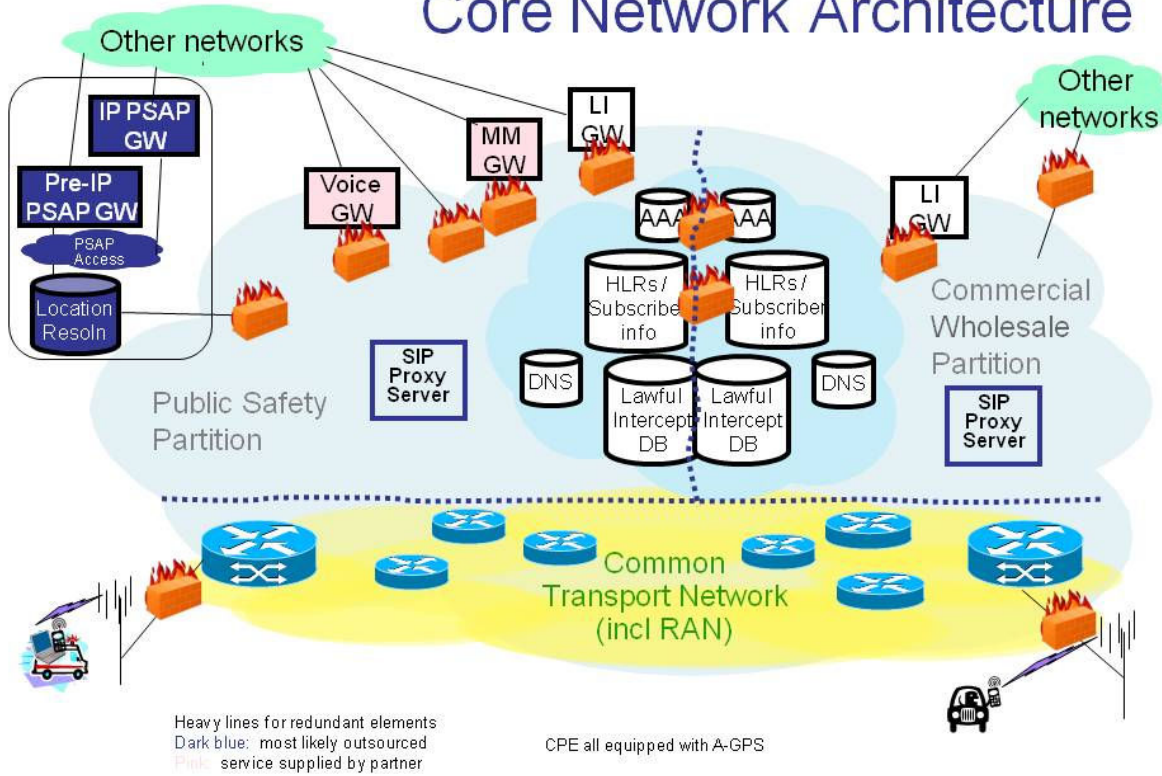 Core Network Architecture
Other networks
Other
networks
IP PSAP
GW
Pre-IP
PSAP GW
PSAP
Access
Location
Resoln
Voice
GW
MM
GW
LI
GW
LI
GW
AAA
AAA
HLRs /
Subscriber
info
HLRs /
Subscriber
info
DNS
DNS
Lawful
Intercept
DB
Lawful
Intercept
DB
SIP
Proxy
Server
SIP
Proxy
Server
Public Safety
Partition
Commercial
Wholesale
Partition
Common
Transport Network
(incl RAN)
Heavy lines for redundant elements
Dark blue: most likely outsourced
Pink: service supplied by partner
CPE all equipped with A-GPS